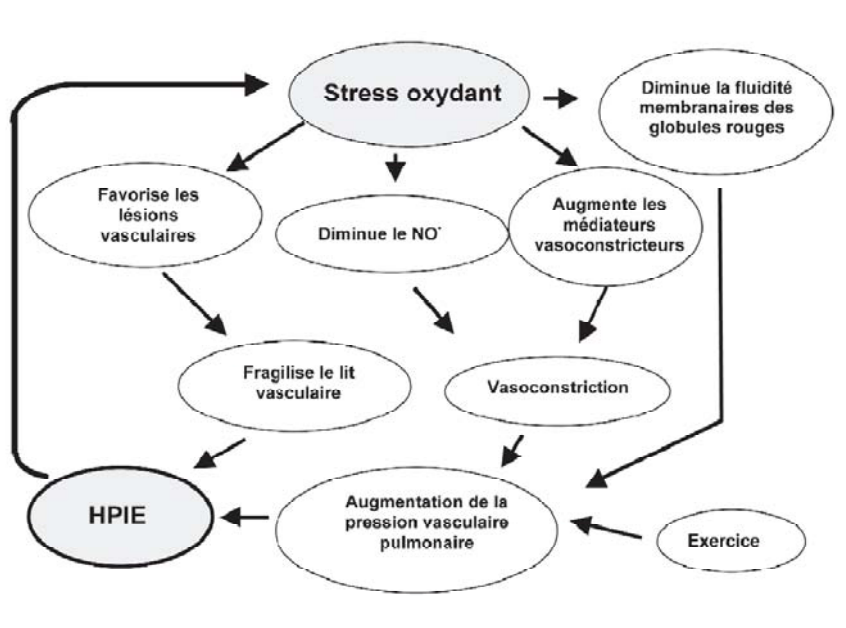 Stress oxydant
Diminue la fluidité
membranaires des
globules rouges
Favorise les
lésions
vasculaires
Diminue le NO˙
Augmente les
médiateurs
vasoconstricteurs
Fragilise le lit
vasculaire
Vasoconstriction
HPIE
Augmentation de la
pression vasculaire
pulmonaire
Exercice